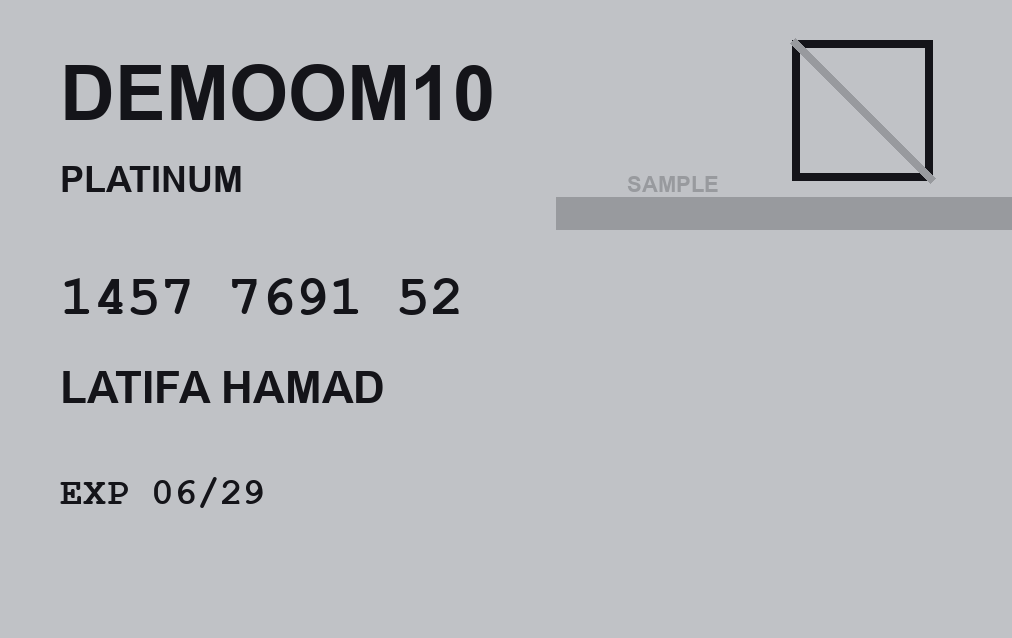 DEMOOM10
PLATINUM
SAMPLE
1457 7691 52
LATIFA HAMAD
EXP 06/29